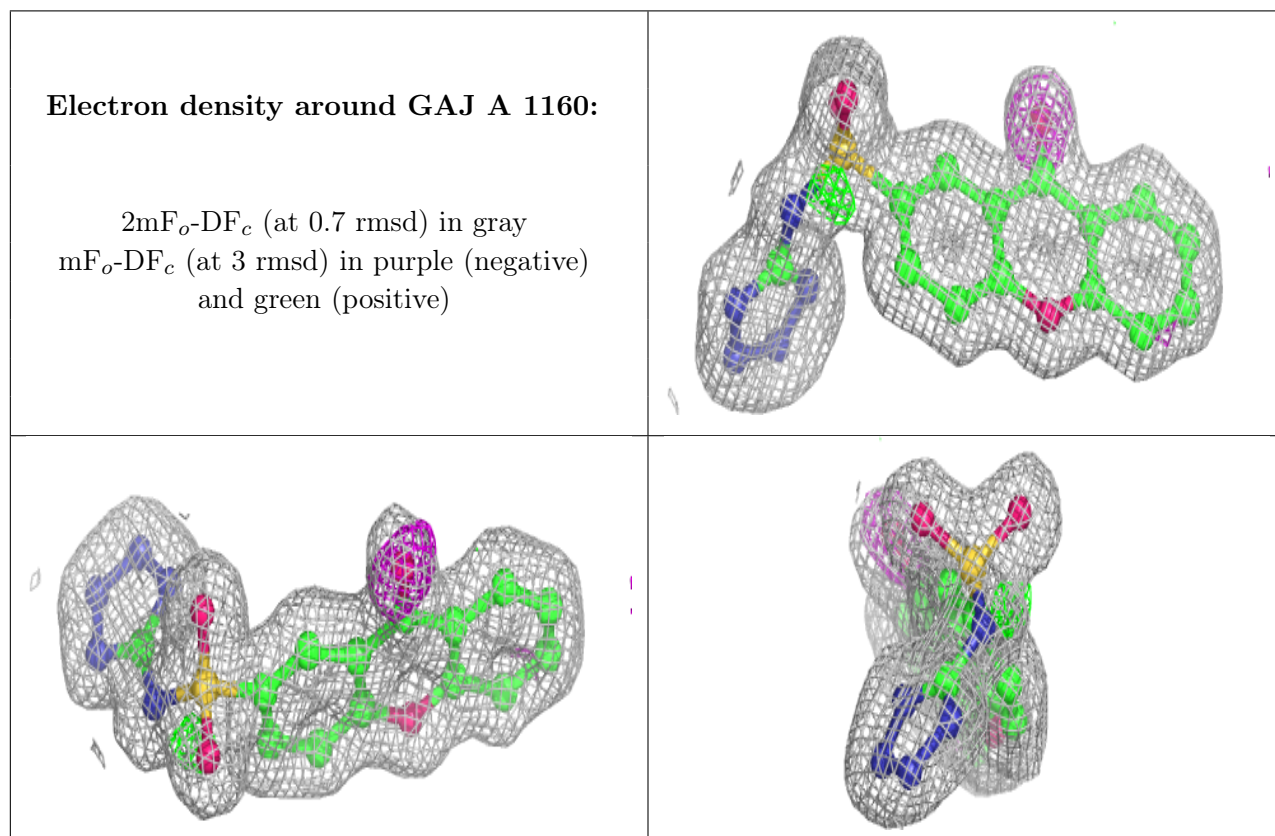 Electron density around GAJ A 1160:
2mFo-DFc (at 0.7 rmsd) in gray
mFo-DFc (at 3 rmsd) in purple (negative)
and green (positive)